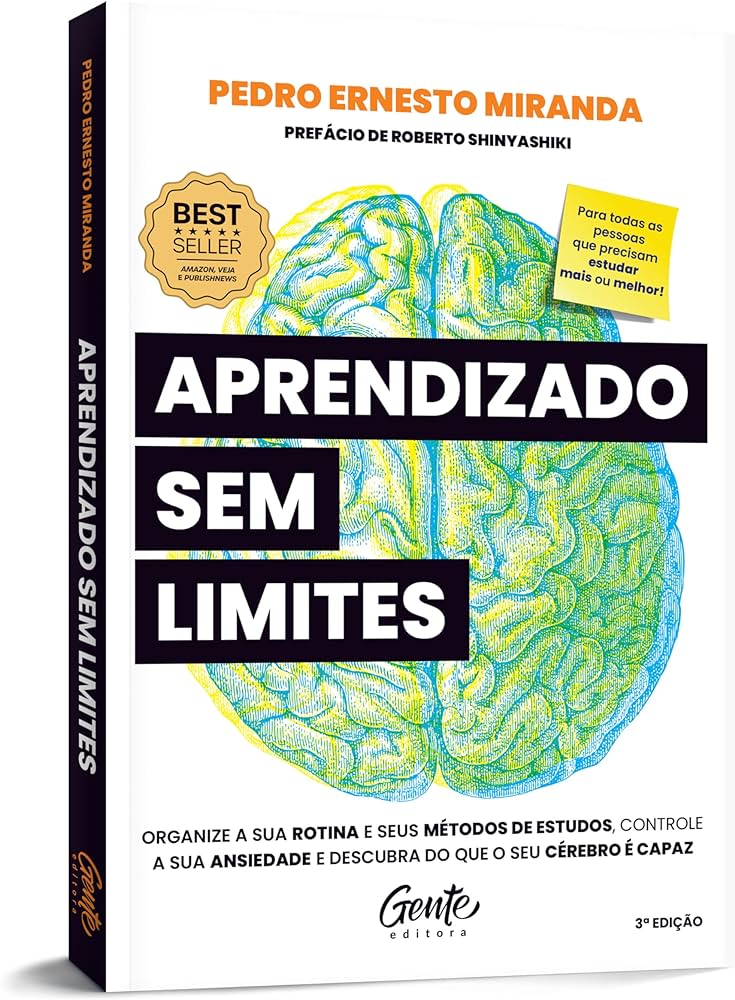 PEDRO ERNESTO MIRANDA
PREFÁCIO DE ROBERTO SHINYASHIKI
BEST
SELLER
AMAZON, VEJA
E PUBLISHNEWS
Para todas as
pessoas
que precisam
estudar
mais ou melhor!
APRENDIZADO
SEM
LIMITES
ORGANIZE A SUA ROTINA E SEUS MÉTODOS DE ESTUDOS, CONTROLE
A SUA ANSIEDADE E DESCUBRA DO QUE O SEU CÉREBRO É CAPAZ
Gente
editora
3ª EDIÇÃO
PEDRO ERNESTO MIRANDA
APRENDIZADO SEM LIMITES
Gente
editora